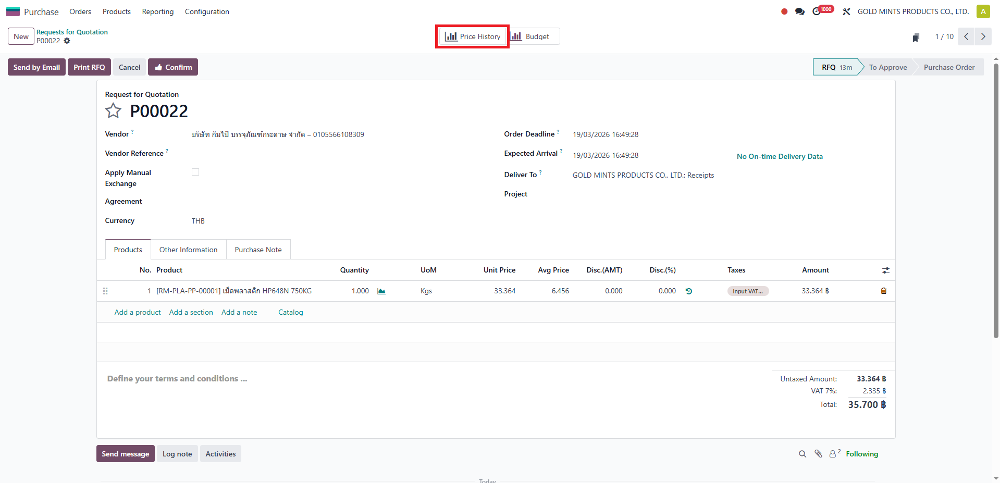 Purchase Orders Products Reporting Configuration 1000 GOLD MINTS PRODUCTS CO., LTD. A
New Requests for Quotation Price History Budget 1 / 10
P00022
Send by Email Print RFQ Cancel Confirm RFQ 13m To Approve Purchase Order
Request for Quotation
P00022
Vendor ? บริษัท กิมไป๊ บรรจุภัณฑ์กระดาษ จำกัด – 0105566108309 Order Deadline ? 19/03/2026 16:49:28
Vendor Reference ? Expected Arrival ? 19/03/2026 16:49:28 No On-time Delivery Data
Apply Manual Exchange Deliver To ? GOLD MINTS PRODUCTS CO., LTD.: Receipts
Agreement Project
Currency THB
Products Other Information Purchase Note
No. Product Quantity UoM Unit Price Avg Price Disc.(AMT) Disc.(%) Taxes Amount
1 [RM-PLA-PP-00001] เม็ดพลาสติก HP648N 750KG 1.000 Kgs 33.364 6.456 0.000 0.000 Input VAT... 33.364 ฿
Add a product Add a section Add a note Catalog
Define your terms and conditions ... Untaxed Amount: 33.364 ฿
VAT 7%: 2.335 ฿
Total: 35.700 ฿
Send message Log note Activities 2 Following
Today